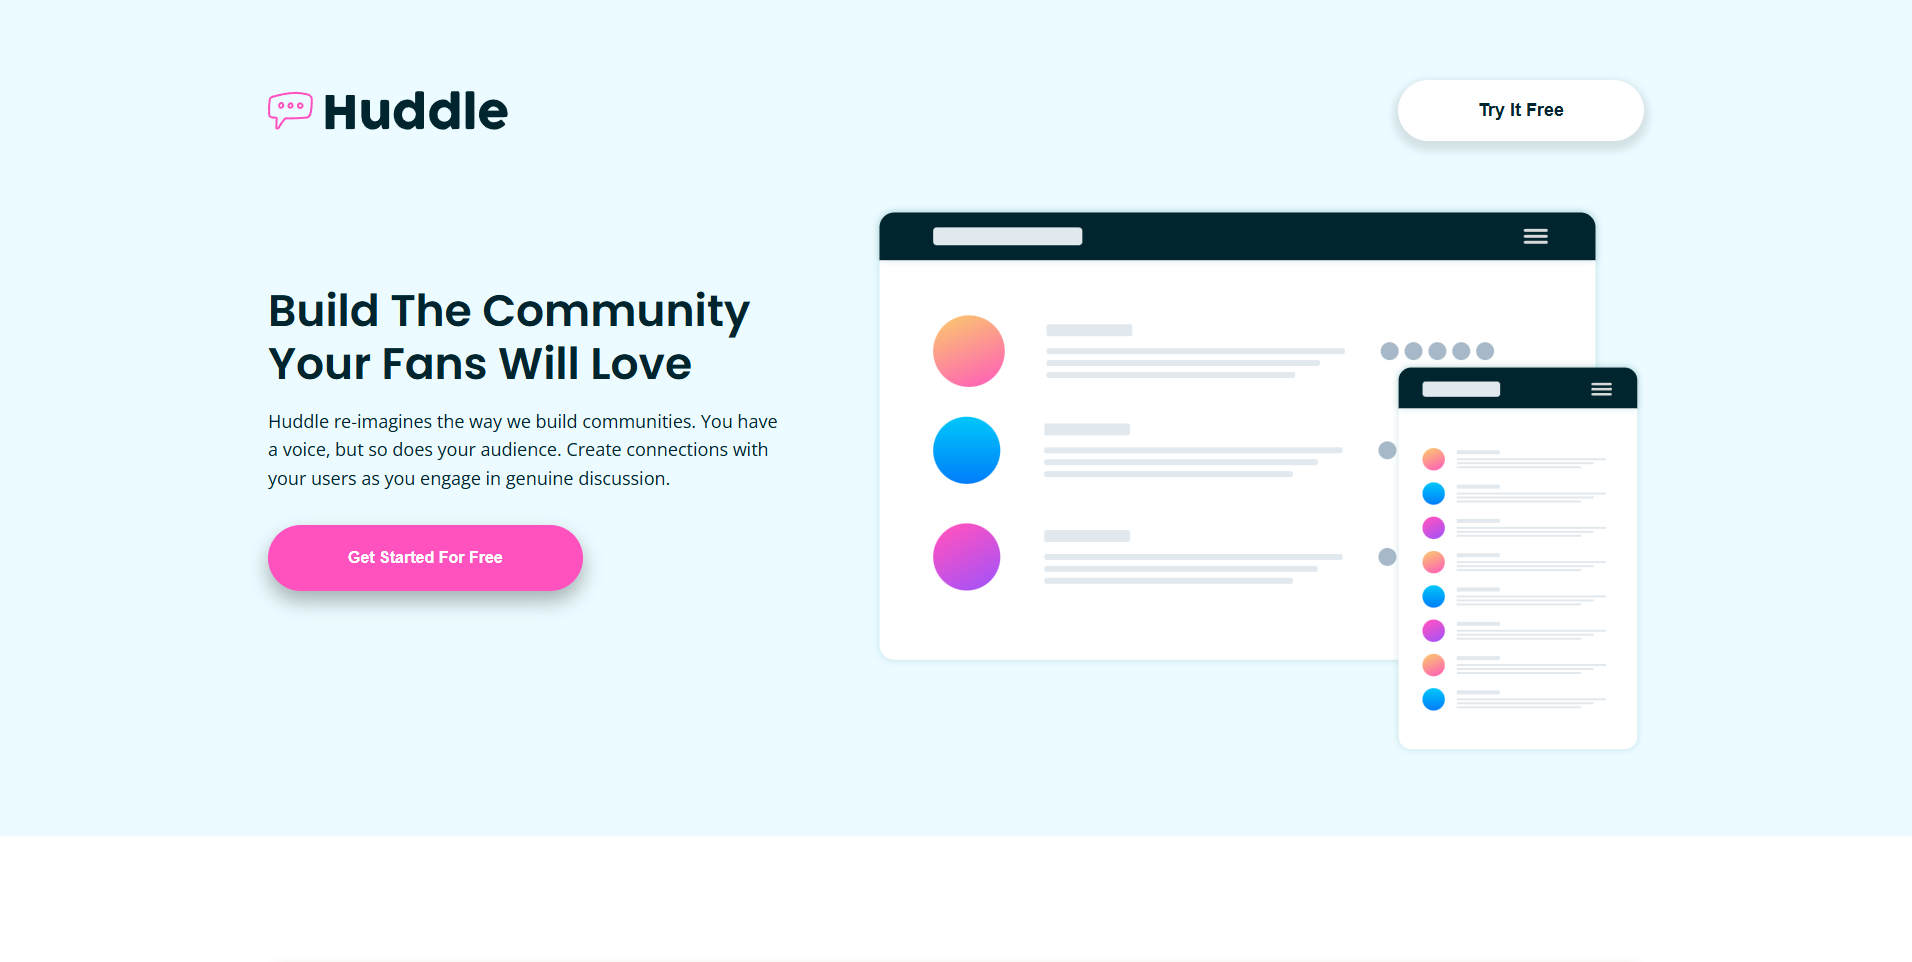 Huddle
Try It Free
Build The Community
Your Fans Will Love
Huddle re-imagines the way we build communities. You have
a voice, but so does your audience. Create connections with
your users as you engage in genuine discussion.
Get Started For Free